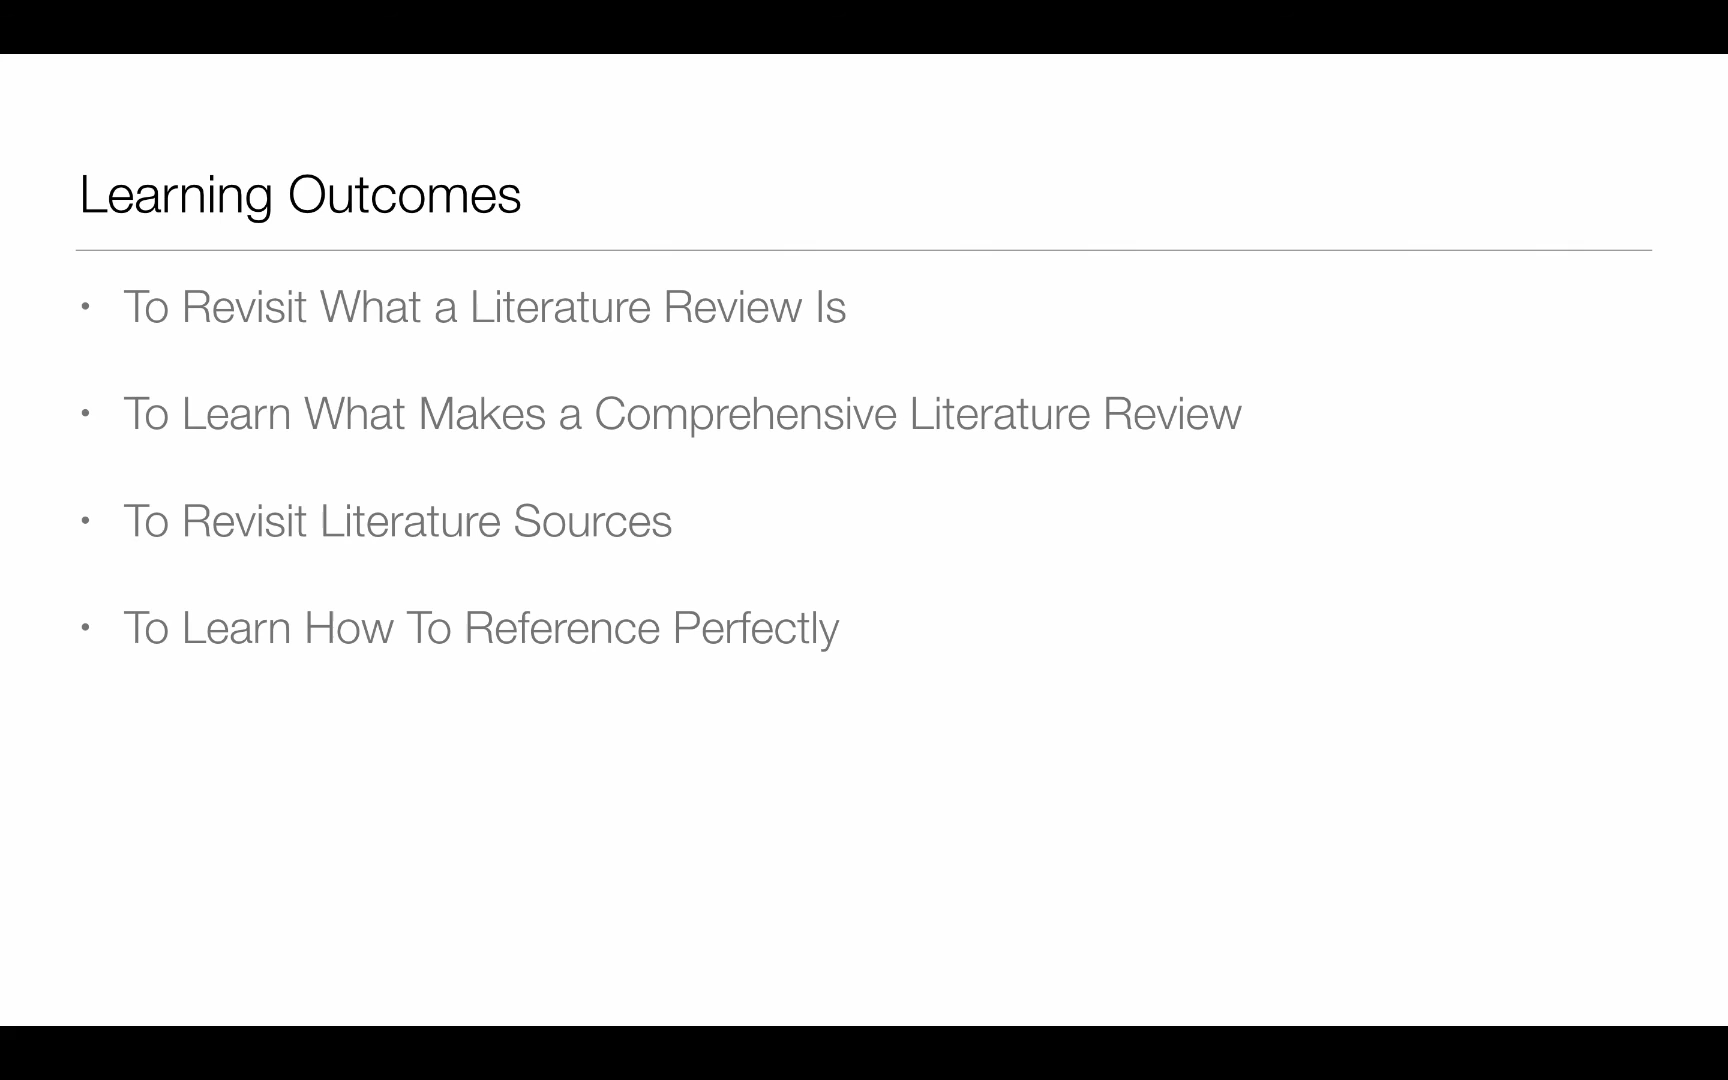 Learning Outcomes
• To Revisit What a Literature Review Is
• To Learn What Makes a Comprehensive Literature Review
• To Revisit Literature Sources
• To Learn How To Reference Perfectly